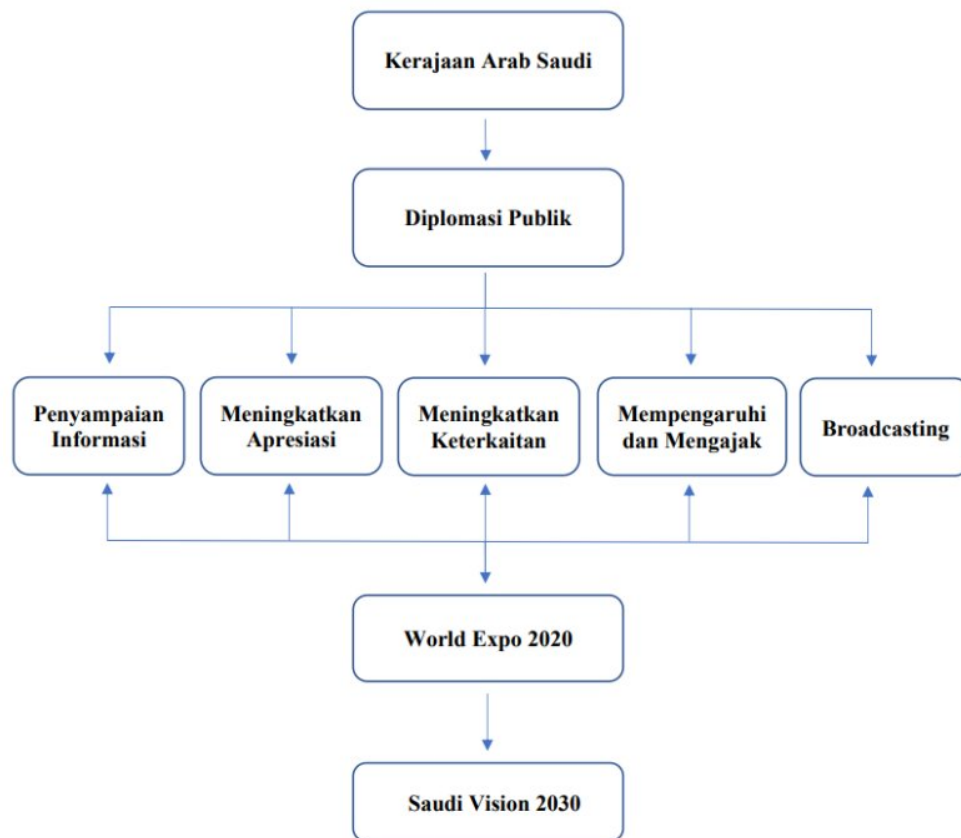 Kerajaan Arab Saudi
Diplomasi Publik
Penyampaian
Informasi
Meningkatkan
Apresiasi
Meningkatkan
Keterkaitan
Mempengaruhi
dan Mengajak
Broadcasting
World Expo 2020
Saudi Vision 2030